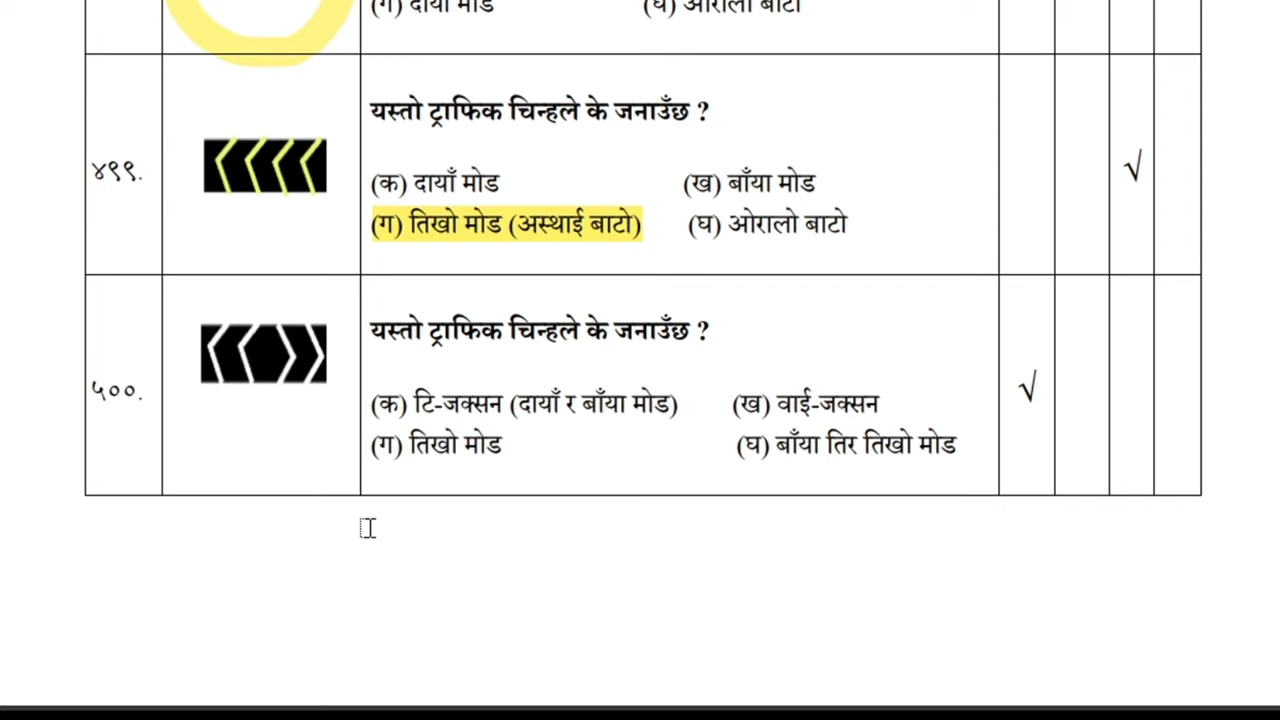 (ग) दायाँ मोड (घ) ओरालो बाटो
यस्तो ट्राफिक चिन्हले के जनाउँछ ?
४९९.
√
(क) दायाँ मोड (ख) बाँया मोड
(ग) तिखो मोड (अस्थाई बाटो) (घ) ओरालो बाटो
यस्तो ट्राफिक चिन्हले के जनाउँछ ?
५००.
√
(क) टि-जक्सन (दायाँ र बाँया मोड) (ख) वाई-जक्सन
(ग) तिखो मोड (घ) बाँया तिर तिखो मोड